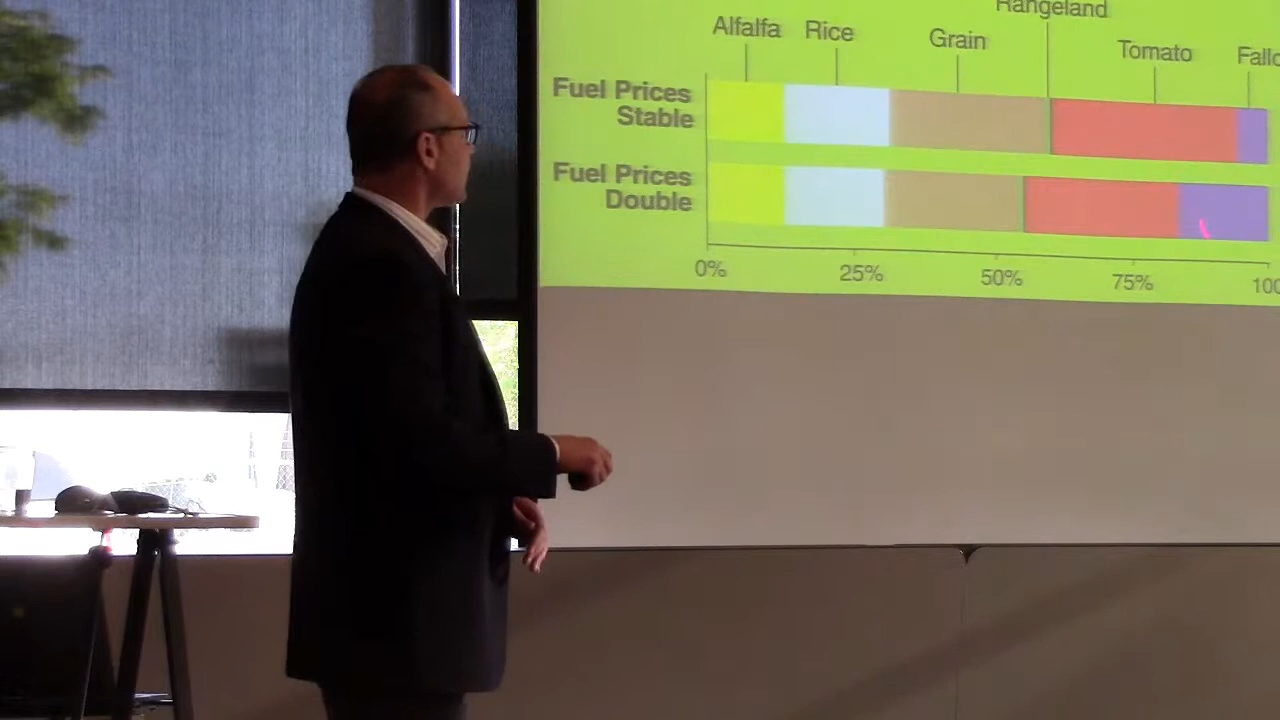 Rangeland
Alfalfa Rice Grain Tomato
Fuel Prices
Stable
Fuel Prices
Double
0% 25% 50% 75%